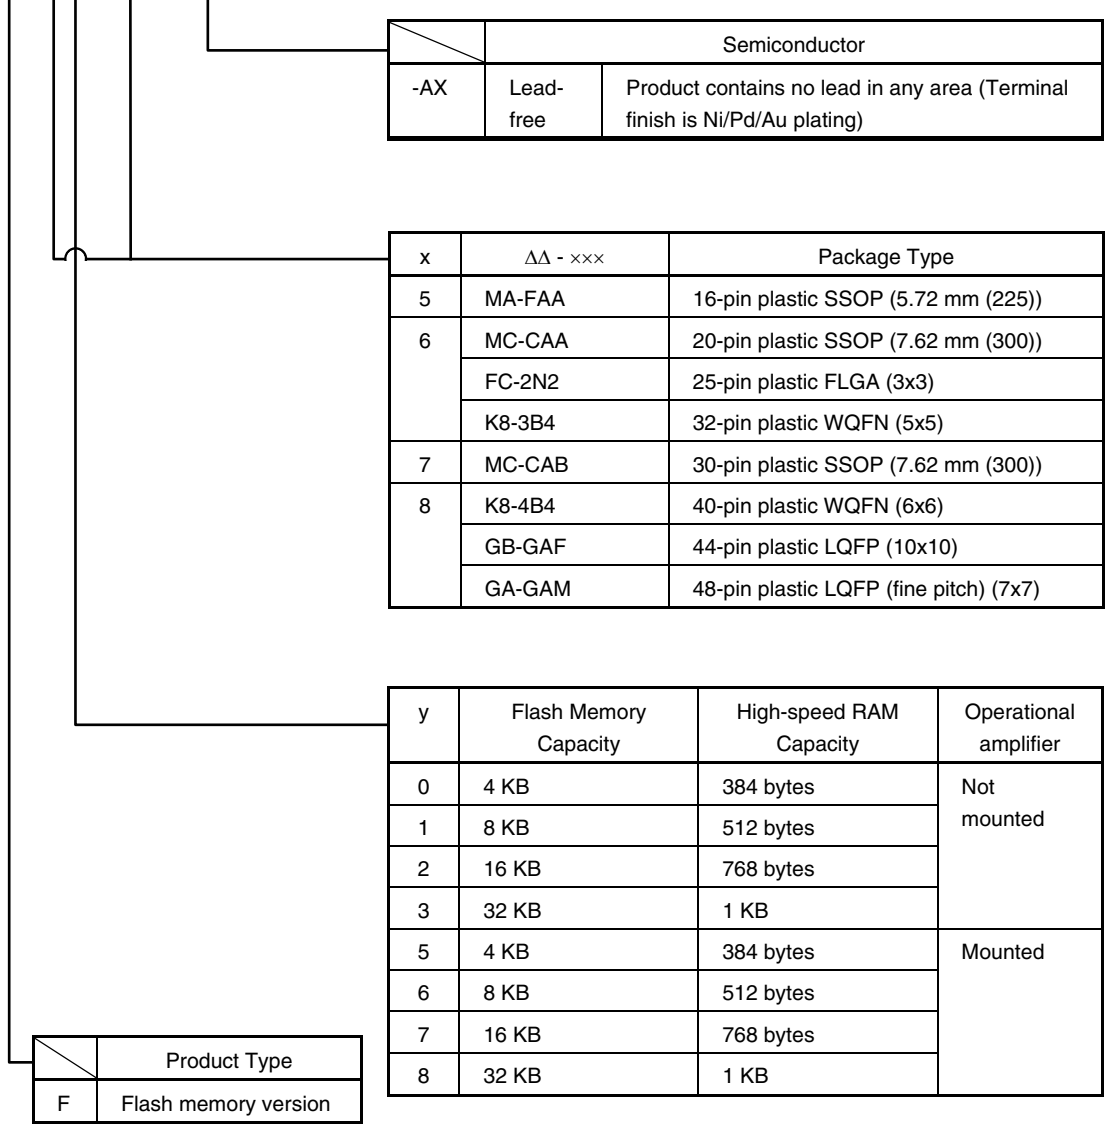 Semiconductor
-AX Lead-free Product contains no lead in any area (Terminal
finish is Ni/Pd/Au plating)
x ΔΔ - ××× Package Type
5 MA-FAA 16-pin plastic SSOP (5.72 mm (225))
6 MC-CAA 20-pin plastic SSOP (7.62 mm (300))
FC-2N2 25-pin plastic FLGA (3x3)
K8-3B4 32-pin plastic WQFN (5x5)
7 MC-CAB 30-pin plastic SSOP (7.62 mm (300))
8 K8-4B4 40-pin plastic WQFN (6x6)
GB-GAF 44-pin plastic LQFP (10x10)
GA-GAM 48-pin plastic LQFP (fine pitch) (7x7)
y Flash Memory Capacity High-speed RAM Capacity Operational amplifier
0 4 KB 384 bytes Not mounted
1 8 KB 512 bytes
2 16 KB 768 bytes
3 32 KB 1 KB
5 4 KB 384 bytes Mounted
6 8 KB 512 bytes
7 16 KB 768 bytes
8 32 KB 1 KB
Product Type
F Flash memory version